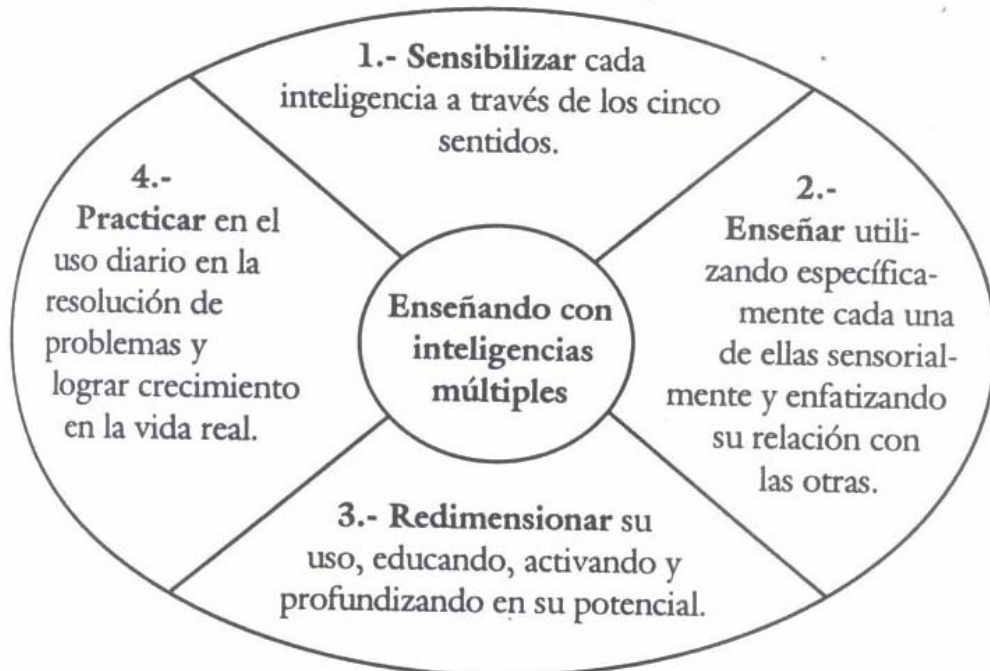 1.- Sensibilizar cada
inteligencia a través de los cinco
sentidos.
2.-
Enseñar utili-
zando específica-
mente cada una
de ellas sensorial-
mente y enfatizando
su relación con
las otras.
3.- Redimensionar su
uso, educando, activando y
profundizando en su potencial.
4.-
Practicar en el
uso diario en la
resolución de
problemas y
lograr crecimiento
en la vida real.
Enseñando con
inteligencias
múltiples